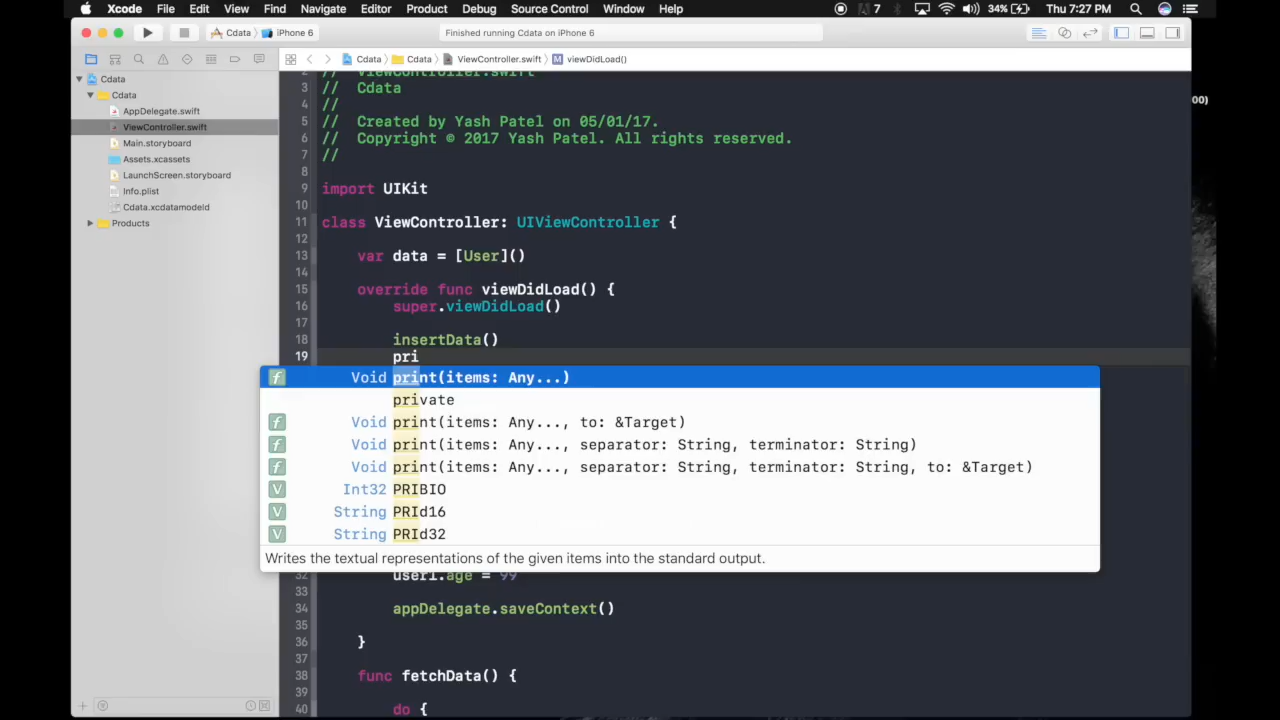 Xcode File Edit View Find Navigate Editor Product Debug Source Control Window Help 7 34% Thu 7:27 PM
Cdata iPhone 6 Finished running Cdata on iPhone 6
Cdata Cdata ViewController.swift M viewDidLoad()
Cdata
Cdata
AppDelegate.swift
ViewController.swift
Main.storyboard
Assets.xcassets
LaunchScreen.storyboard
Info.plist
Cdata.xcdatamodeld
Products
00)
2 // ViewController.swift
3 // Cdata
4 //
5 // Created by Yash Patel on 05/01/17.
6 // Copyright © 2017 Yash Patel. All rights reserved.
7 //
8
9 import UIKit
10
11 class ViewController: UIViewController {
12
13 var data = [User]()
14
15 override func viewDidLoad() {
16 super.viewDidLoad()
17
18 insertData()
19 pri
f Void print(items: Any...)
private
f Void print(items: Any..., to: &Target)
f Void print(items: Any..., separator: String, terminator: String)
f Void print(items: Any..., separator: String, terminator: String, to: &Target)
V Int32 PRIBIO
V String PRId16
V String PRId32
Writes the textual representations of the given items into the standard output.
32 user1.age = 99
33
34 appDelegate.saveContext()
35
36 }
37
38 func fetchData() {
39
40 do {